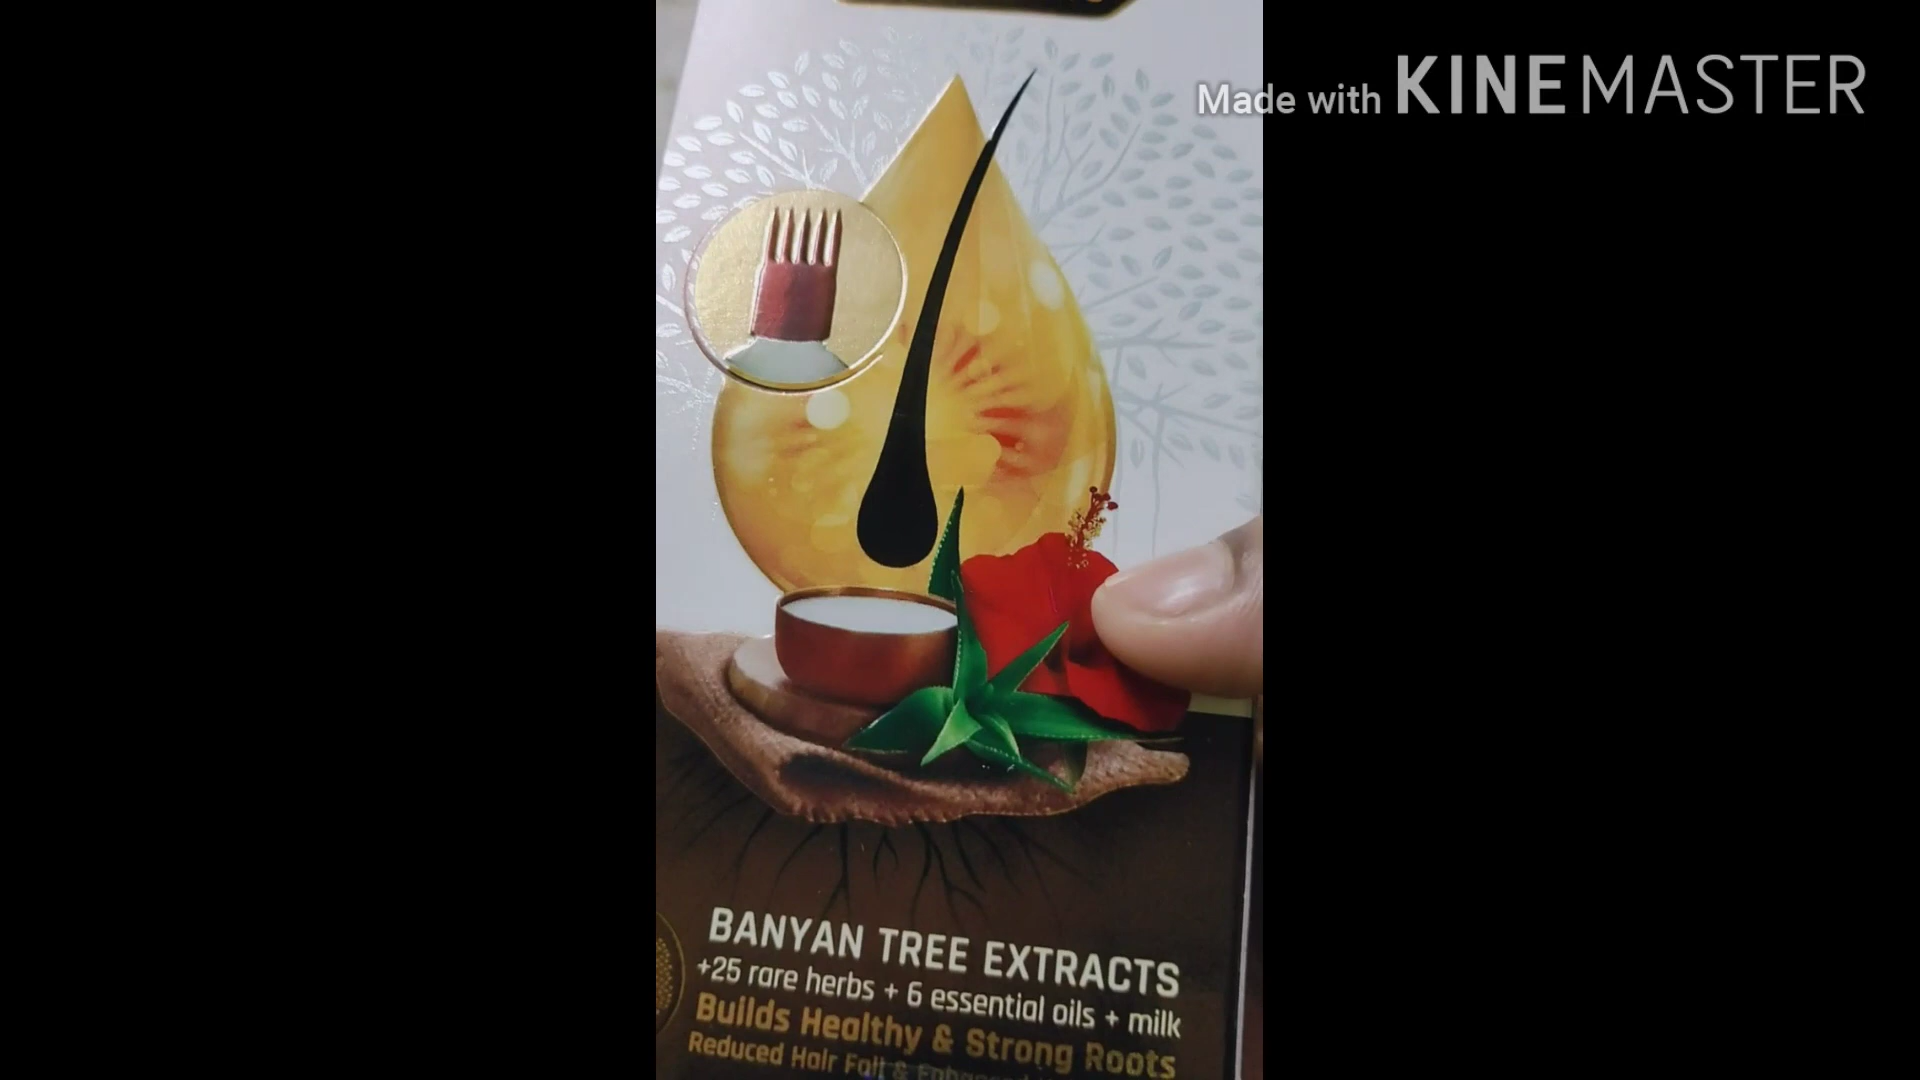 Made with KINEMASTER
BANYAN TREE EXTRACTS
+25 rare herbs + 6 essential oils + milk
Builds Healthy & Strong Roots
Reduced Hair Fall &